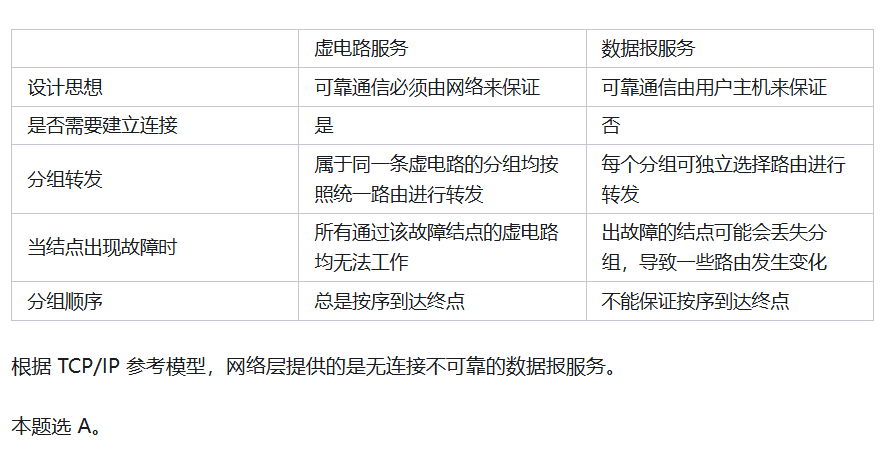 虚电路服务 数据报服务
设计思想 可靠通信必须由网络来保证 可靠通信由用户主机来保证
是否需要建立连接 是 否
分组转发 属于同一条虚电路的分组均按
照统一路由进行转发 每个分组可独立选择路由进行
转发
当结点出现故障时 所有通过该故障结点的虚电路
均无法工作 出故障的结点可能会丢失分
组，导致一些路由发生变化
分组顺序 总是按序到达终点 不能保证按序到达终点
根据 TCP/IP 参考模型，网络层提供的是无连接不可靠的数据报服务。
本题选 A。